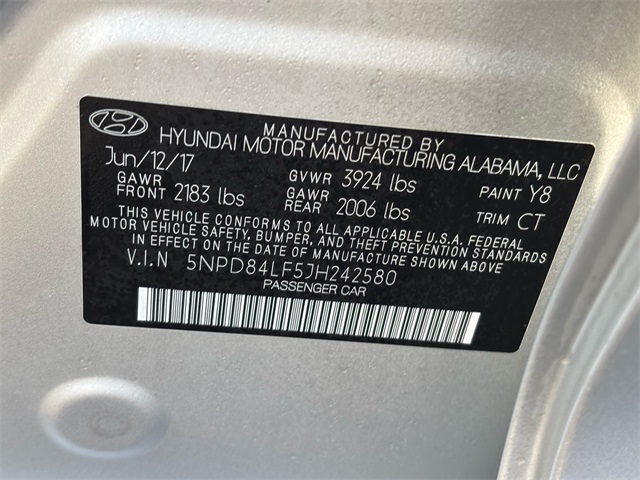 MANUFACTURED BY
HYUNDAI MOTOR MANUFACTURING ALABAMA, LLC
Jun/12/17 GVWR 3924 lbs PAINT Y8
GAWR FRONT 2183 lbs GAWR REAR 2006 lbs TRIM CT
THIS VEHICLE CONFORMS TO ALL APPLICABLE FEDERAL
MOTOR VEHICLE SAFETY, BUMPER, AND THEFT PREVENTION STANDARDS
IN EFFECT ON THE DATE OF MANUFACTURE SHOWN ABOVE.
V.I.N 5NPD84LF5JH242580
PASSENGER CAR